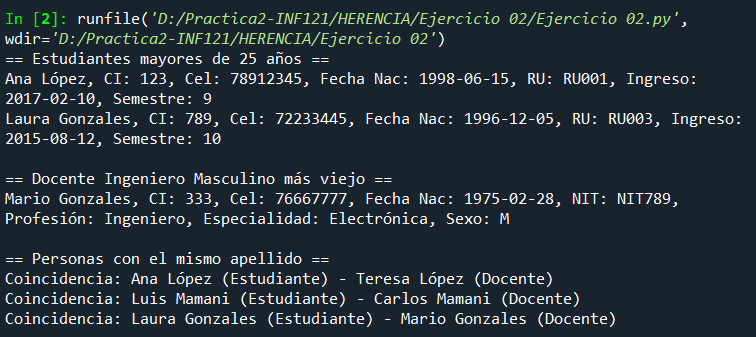 In [2]: runfile('D:/Practica2-INF121/HERENCIA/Ejercicio 02/Ejercicio 02.py',
wdir='D:/Practica2-INF121/HERENCIA/Ejercicio 02')
== Estudiantes mayores de 25 años ==
Ana López, CI: 123, Cel: 78912345, Fecha Nac: 1998-06-15, RU: RU001, Ingreso:
2017-02-10, Semestre: 9
Laura Gonzales, CI: 789, Cel: 72233445, Fecha Nac: 1996-12-05, RU: RU003, Ingreso:
2015-08-12, Semestre: 10

== Docente Ingeniero Masculino más viejo ==
Mario Gonzales, CI: 333, Cel: 76667777, Fecha Nac: 1975-02-28, NIT: NIT789,
Profesión: Ingeniero, Especialidad: Electrónica, Sexo: M

== Personas con el mismo apellido ==
Coincidencia: Ana López (Estudiante) - Teresa López (Docente)
Coincidencia: Luis Mamani (Estudiante) - Carlos Mamani (Docente)
Coincidencia: Laura Gonzales (Estudiante) - Mario Gonzales (Docente)